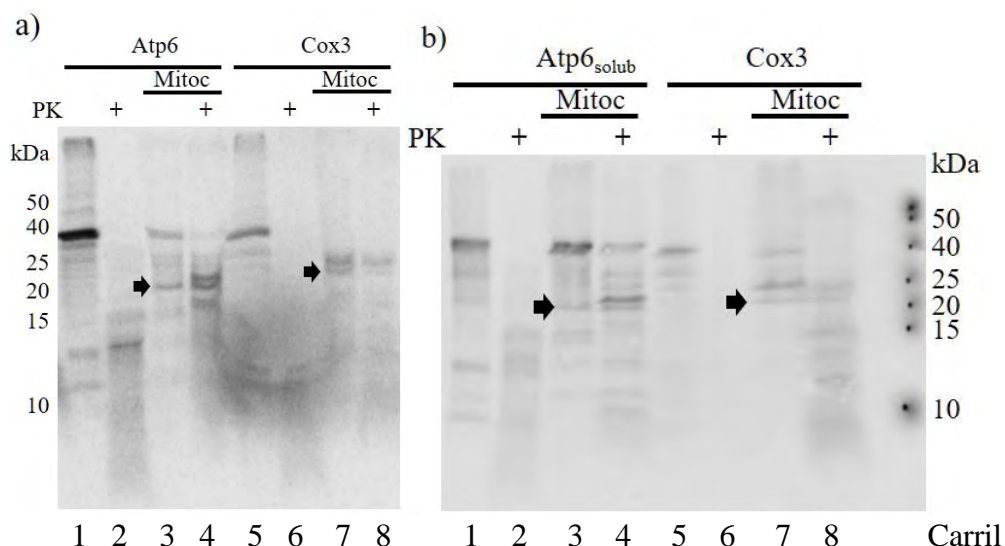 a)
Atp6 Cox3
Mitoc Mitoc
PK + + + +
kDa
50
40
25
20
15
10
1 2 3 4 5 6 7 8
b)
Atp6solub Cox3
Mitoc Mitoc
PK + + + +
kDa
50
40
25
20
15
10
1 2 3 4 5 6 7 8 Carril